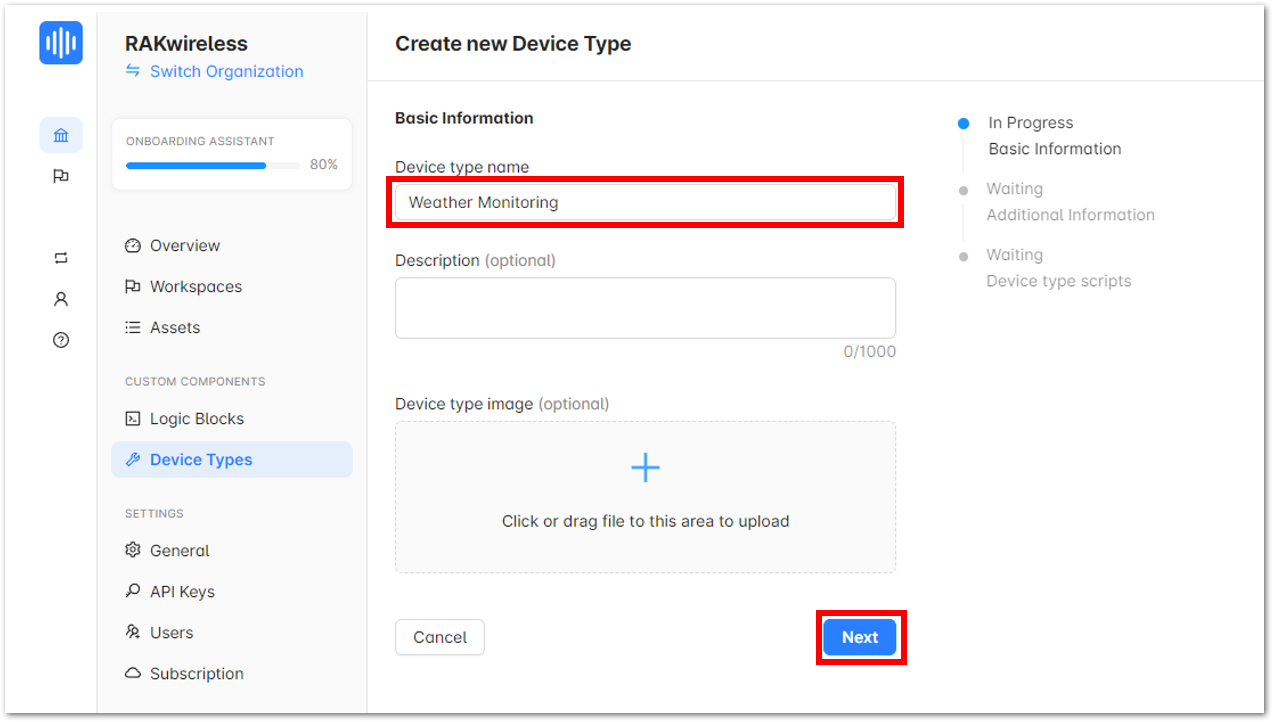 RAKwireless
Switch Organization
ONBOARDING ASSISTANT
80%
Overview
Workspaces
Assets
CUSTOM COMPONENTS
Logic Blocks
Device Types
SETTINGS
General
API Keys
Users
Subscription
Create new Device Type
Basic Information
Device type name
Weather Monitoring
Description (optional)
0/1000
Device type image (optional)
Click or drag file to this area to upload
Cancel
Next
In Progress
Basic Information
Waiting
Additional Information
Waiting
Device type scripts